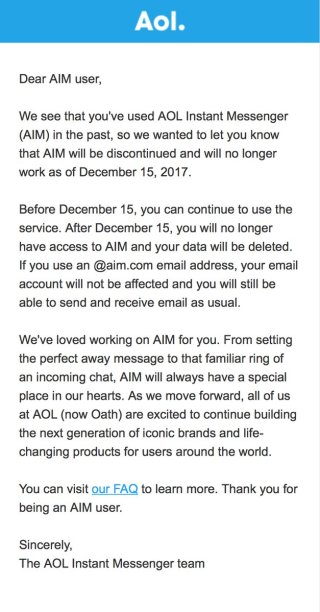 Aol.
Dear AIM user,
We see that you've used AOL Instant Messenger
(AIM) in the past, so we wanted to let you know
that AIM will be discontinued and will no longer
work as of December 15, 2017.
Before December 15, you can continue to use the
service. After December 15, you will no longer
have access to AIM and your data will be deleted.
If you use an @aim.com email address, your email
account will not be affected and you will still be
able to send and receive email as usual.
We've loved working on AIM for you. From setting
the perfect away message to that familiar ring of
an incoming chat, AIM will always have a special
place in our hearts. As we move forward, all of us
at AOL (now Oath) are excited to continue building
the next generation of iconic brands and life-
changing products for users around the world.
You can visit our FAQ to learn more. Thank you for
being an AIM user.
Sincerely,
The AOL Instant Messenger team